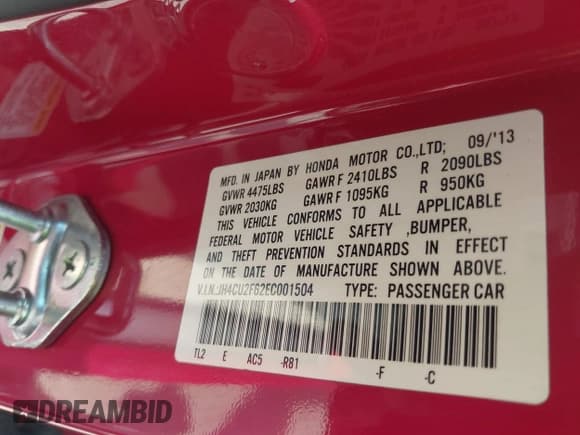 MFD. IN JAPAN BY HONDA MOTOR CO.,LTD; 09/'13
GVWR 4475LBS GAWR F 2410LBS R 2090LBS
GVWR 2030KG GAWR F 1095KG R 950KG
THIS VEHICLE CONFORMS TO ALL APPLICABLE
FEDERAL MOTOR VEHICLE SAFETY ,BUMPER,
AND THEFT PREVENTION STANDARDS IN EFFECT
ON THE DATE OF MANUFACTURE SHOWN ABOVE.
V.I.N.:JH4CU2F62EC001504 TYPE: PASSENGER CAR
TL2 E AC5 -R81 -F -C
DREAMBID